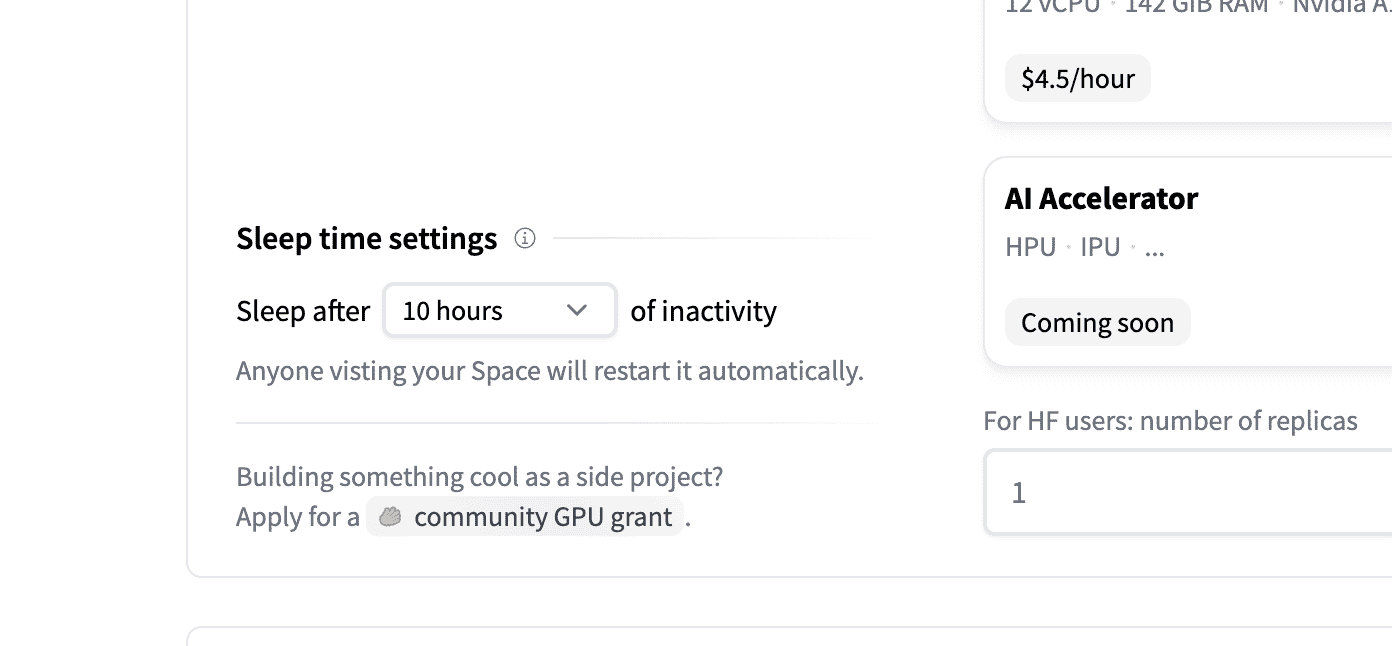 Sleep time settings
Sleep after 10 hours of inactivity
Anyone visting your Space will restart it automatically.
Building something cool as a side project?
Apply for a community GPU grant.
12 vCPU · 142 GiB RAM · Nvidia
$4.5/hour
AI Accelerator
HPU · IPU · ...
Coming soon
For HF users: number of replicas
1